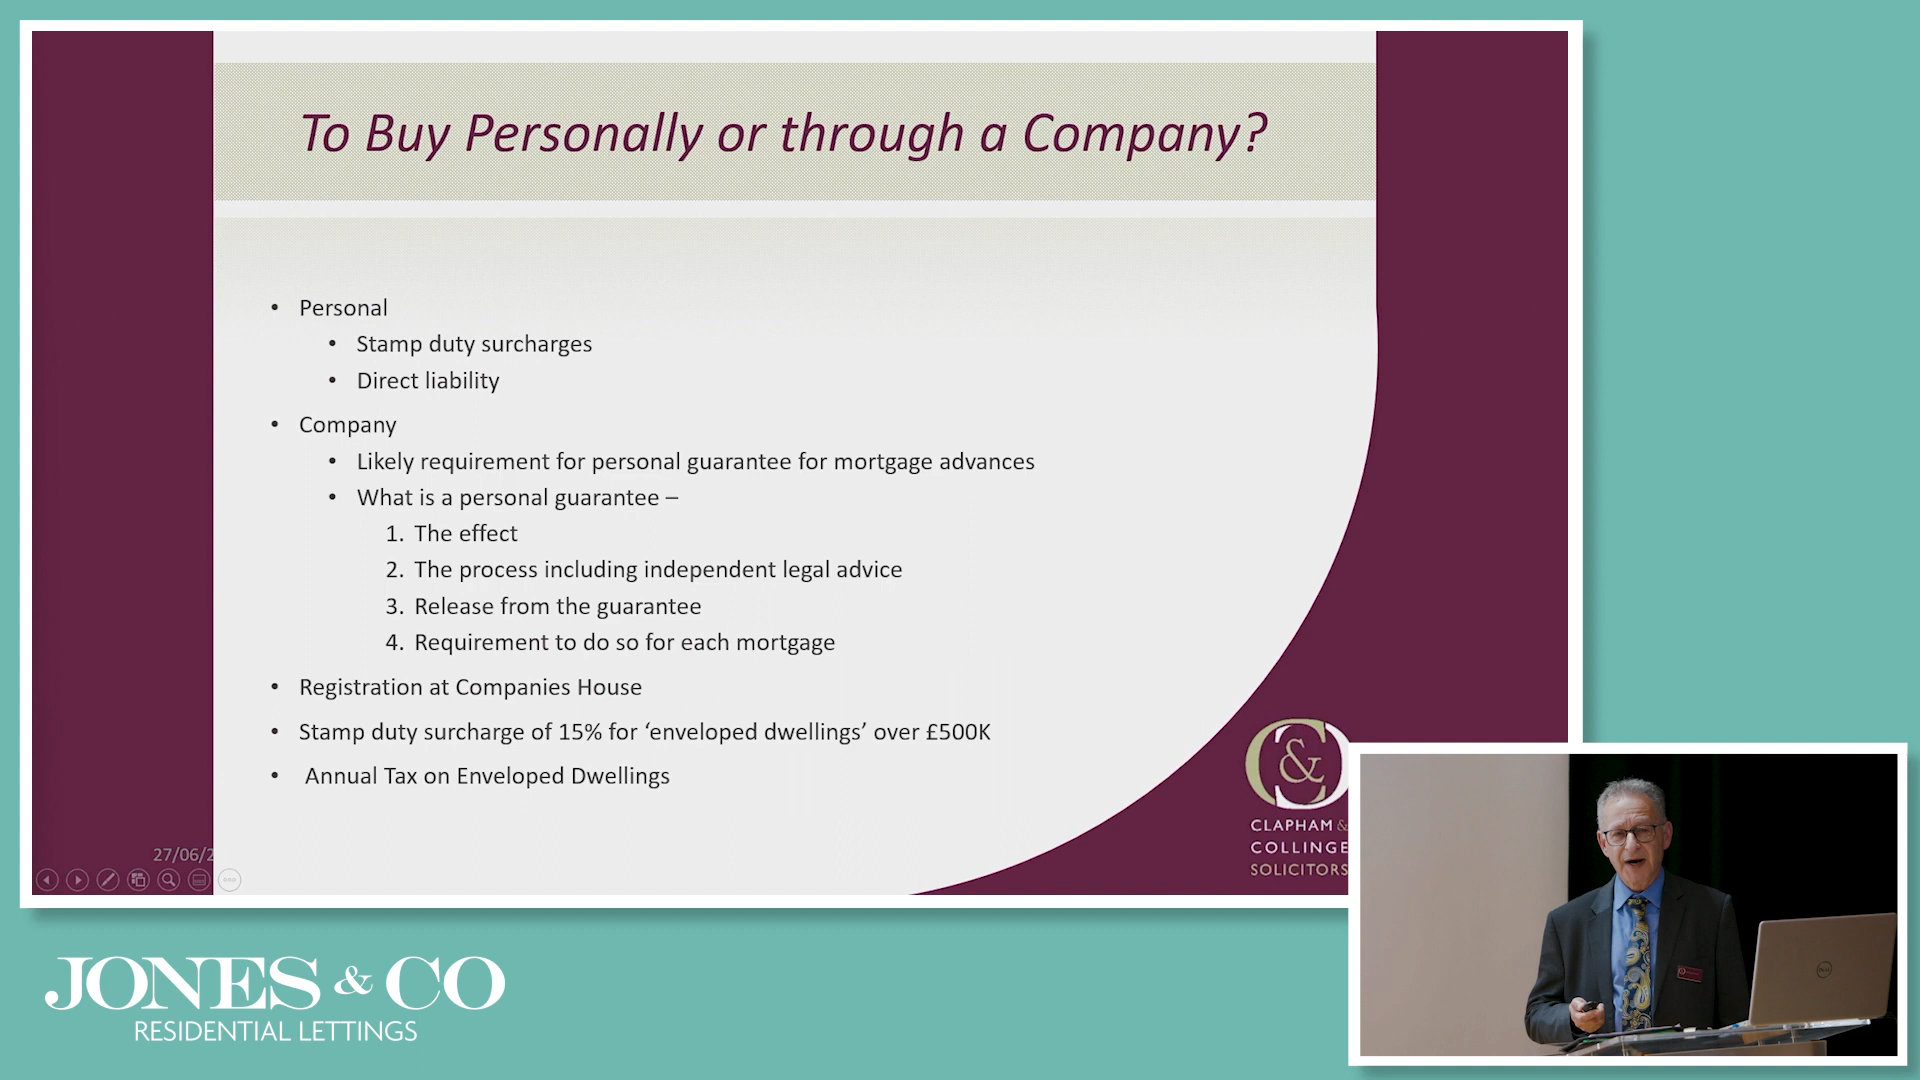 To Buy Personally or through a Company?
• Personal
• Stamp duty surcharges
• Direct liability
• Company
• Likely requirement for personal guarantee for mortgage advances
• What is a personal guarantee –
1. The effect
2. The process including independent legal advice
3. Release from the guarantee
4. Requirement to do so for each mortgage
• Registration at Companies House
• Stamp duty surcharge of 15% for ‘enveloped dwellings’ over £500K
• Annual Tax on Enveloped Dwellings
27/06/2
C&C
CLAPHAM &
COLLINGE
SOLICITORS
JONES & CO
RESIDENTIAL LETTINGS